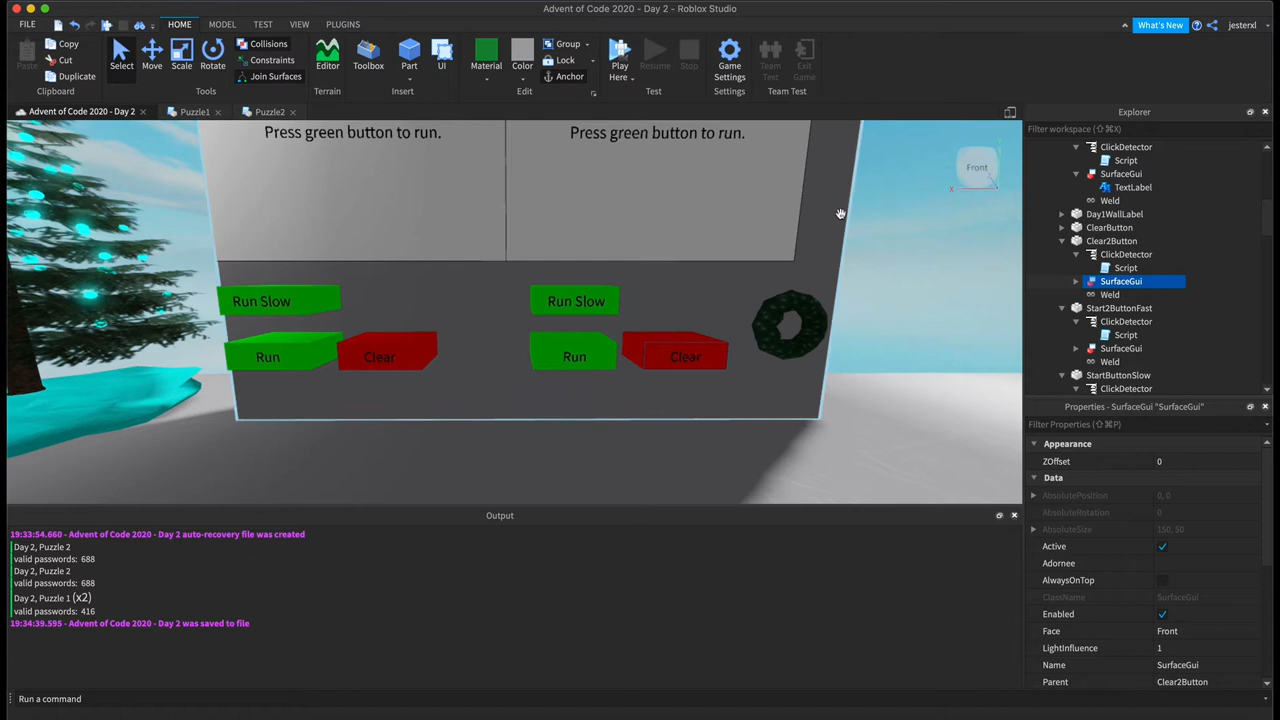 Advent of Code 2020 - Day 2 - Roblox Studio
FILE HOME MODEL TEST VIEW PLUGINS What's New jesterxl
Paste Copy Cut Duplicate Clipboard
Select Move Scale Rotate Collisions Constraints Join Surfaces Tools
Editor Terrain
Toolbox Part UI Insert
Material Color Group Lock Anchor Edit
Play Here Resume Stop Test
Game Settings Settings
Team Test Exit Game Team Test
Advent of Code 2020 - Day 2 Puzzle1 Puzzle2
Press green button to run. Press green button to run.
Front
X
Run Slow Run Slow
Run Clear Run Clear
Explorer
Filter workspace (⇧⌘X)
ClickDetector
Script
SurfaceGui
TextLabel
Weld
Day1WallLabel
ClearButton
Clear2Button
ClickDetector
Script
SurfaceGui
Weld
Start2ButtonFast
ClickDetector
Script
SurfaceGui
Weld
StartButtonSlow
ClickDetector
Properties - SurfaceGui "SurfaceGui"
Filter Properties (⇧⌘P)
Appearance
ZOffset 0
Data
AbsolutePosition 0, 0
AbsoluteRotation 0
AbsoluteSize 150, 50
Active
Adornee
AlwaysOnTop
ClassName SurfaceGui
Enabled
Face Front
LightInfluence 1
Name SurfaceGui
Parent Clear2Button
Output
19:33:54.660 - Advent of Code 2020 - Day 2 auto-recovery file was created
Day 2, Puzzle 2
valid passwords: 688
Day 2, Puzzle 2
valid passwords: 688
Day 2, Puzzle 1 (x2)
valid passwords: 416
19:34:39.595 - Advent of Code 2020 - Day 2 was saved to file
Run a command